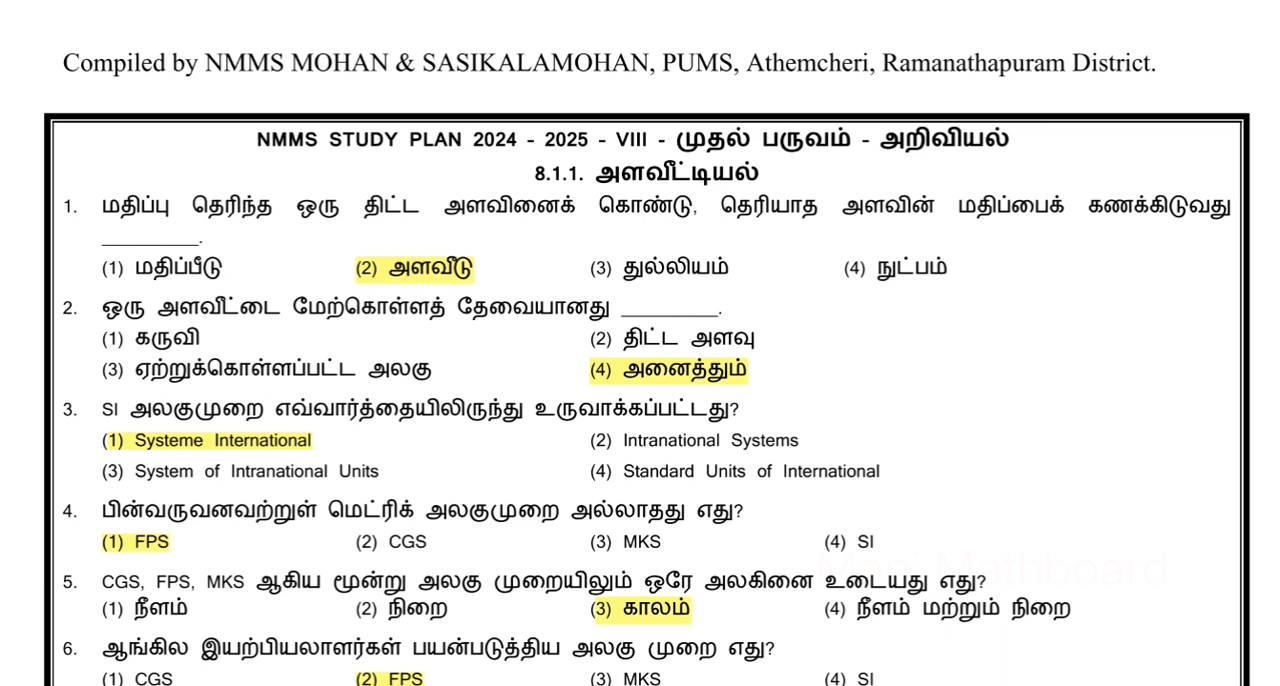 Compiled by NMMS MOHAN & SASIKALAMOHAN, PUMS, Athemcheri, Ramanathapuram District.
NMMS STUDY PLAN 2024 - 2025 - VIII - முதல் பருவம் - அறிவியல்
8.1.1. அளவீட்டியல்
1. மதிப்பு தெரிந்த ஒரு திட்ட அளவினைக் கொண்டு, தெரியாத அளவின் மதிப்பைக் கணக்கிடுவது
__________.
(1) மதிப்பீடு (2) அளவீடு (3) துல்லியம் (4) நுட்பம்
2. ஒரு அளவீட்டை மேற்கொள்ளத் தேவையானது __________.
(1) கருவி (2) திட்ட அளவு
(3) ஏற்றுக்கொள்ளப்பட்ட அலகு (4) அனைத்தும்
3. SI அலகுமுறை எவ்வார்த்தையிலிருந்து உருவாக்கப்பட்டது?
(1) Systeme International (2) Intranational Systems
(3) System of Intranational Units (4) Standard Units of International
4. பின்வருவனவற்றுள் மெட்ரிக் அலகுமுறை அல்லாதது எது?
(1) FPS (2) CGS (3) MKS (4) SI
Mani Mathboard
5. CGS, FPS, MKS ஆகிய மூன்று அலகு முறையிலும் ஒரே அலகினை உடையது எது?
(1) நீளம் (2) நிறை (3) காலம் (4) நீளம் மற்றும் நிறை
6. ஆங்கில இயற்பியலாளர்கள் பயன்படுத்திய அலகு முறை எது?
(1) CGS (2) FPS (3) MKS (4) SI